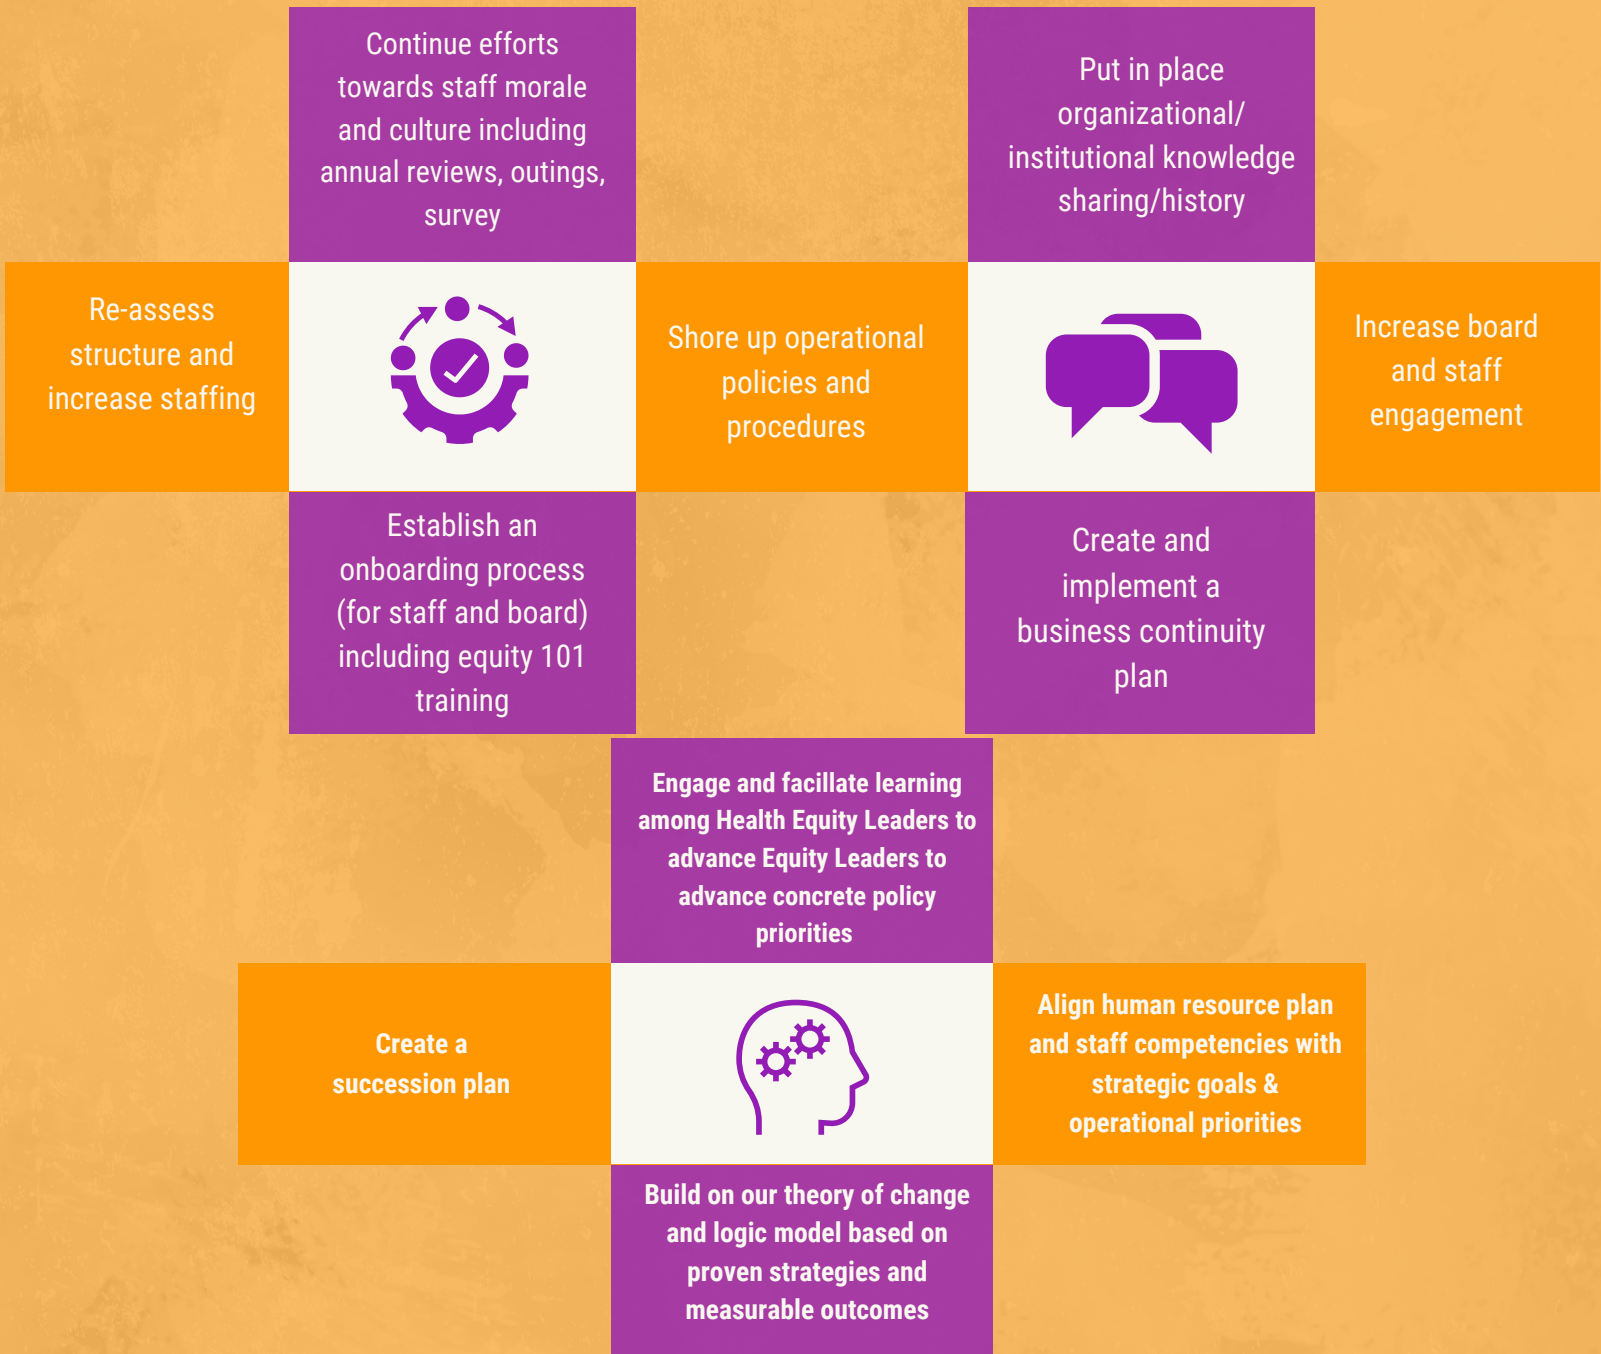 Continue efforts
towards staff morale
and culture including
annual reviews, outings,
survey
Put in place
organizational/
institutional knowledge
sharing/history
Re-assess
structure and
increase staffing
Shore up operational
policies and
procedures
Increase board
and staff
engagement
Establish an
onboarding process
(for staff and board)
including equity 101
training
Create and
implement a
business continuity
plan
Engage and facillate learning
among Health Equity Leaders to
advance Equity Leaders to
advance concrete policy
priorities
Create a
succession plan
Align human resource plan
and staff competencies with
strategic goals &
operational priorities
Build on our theory of change
and logic model based on
proven strategies and
measurable outcomes